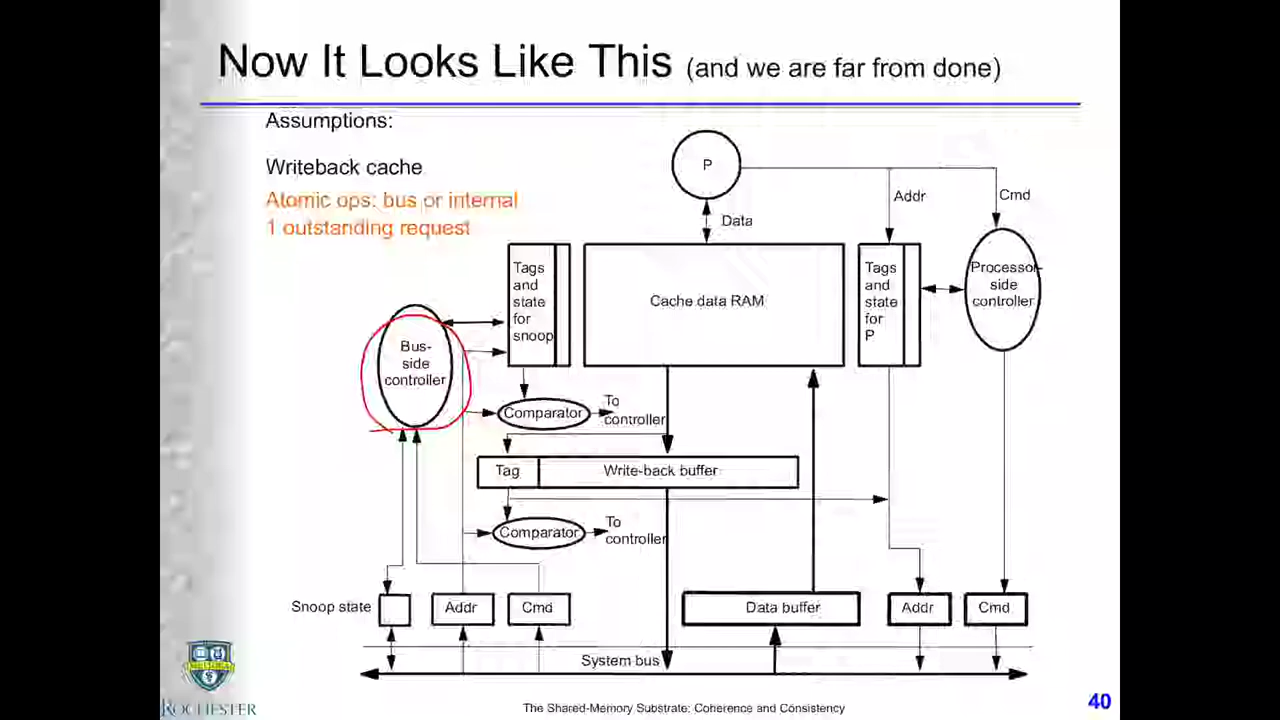 Now It Looks Like This (and we are far from done)
Assumptions:
Writeback cache
Atomic ops: bus or internal
1 outstanding request
P
Addr
Cmd
Data
Tags
and
state
for
snoop
Cache data RAM
Tags
and
state
for
P
Processor-
side
controller
Bus-
side
controller
Comparator
To
controller
Tag
Write-back buffer
Comparator
To
controller
Snoop state
Addr
Cmd
Data buffer
Addr
Cmd
System bus
ROCHESTER
The Shared-Memory Substrate: Coherence and Consistency
40